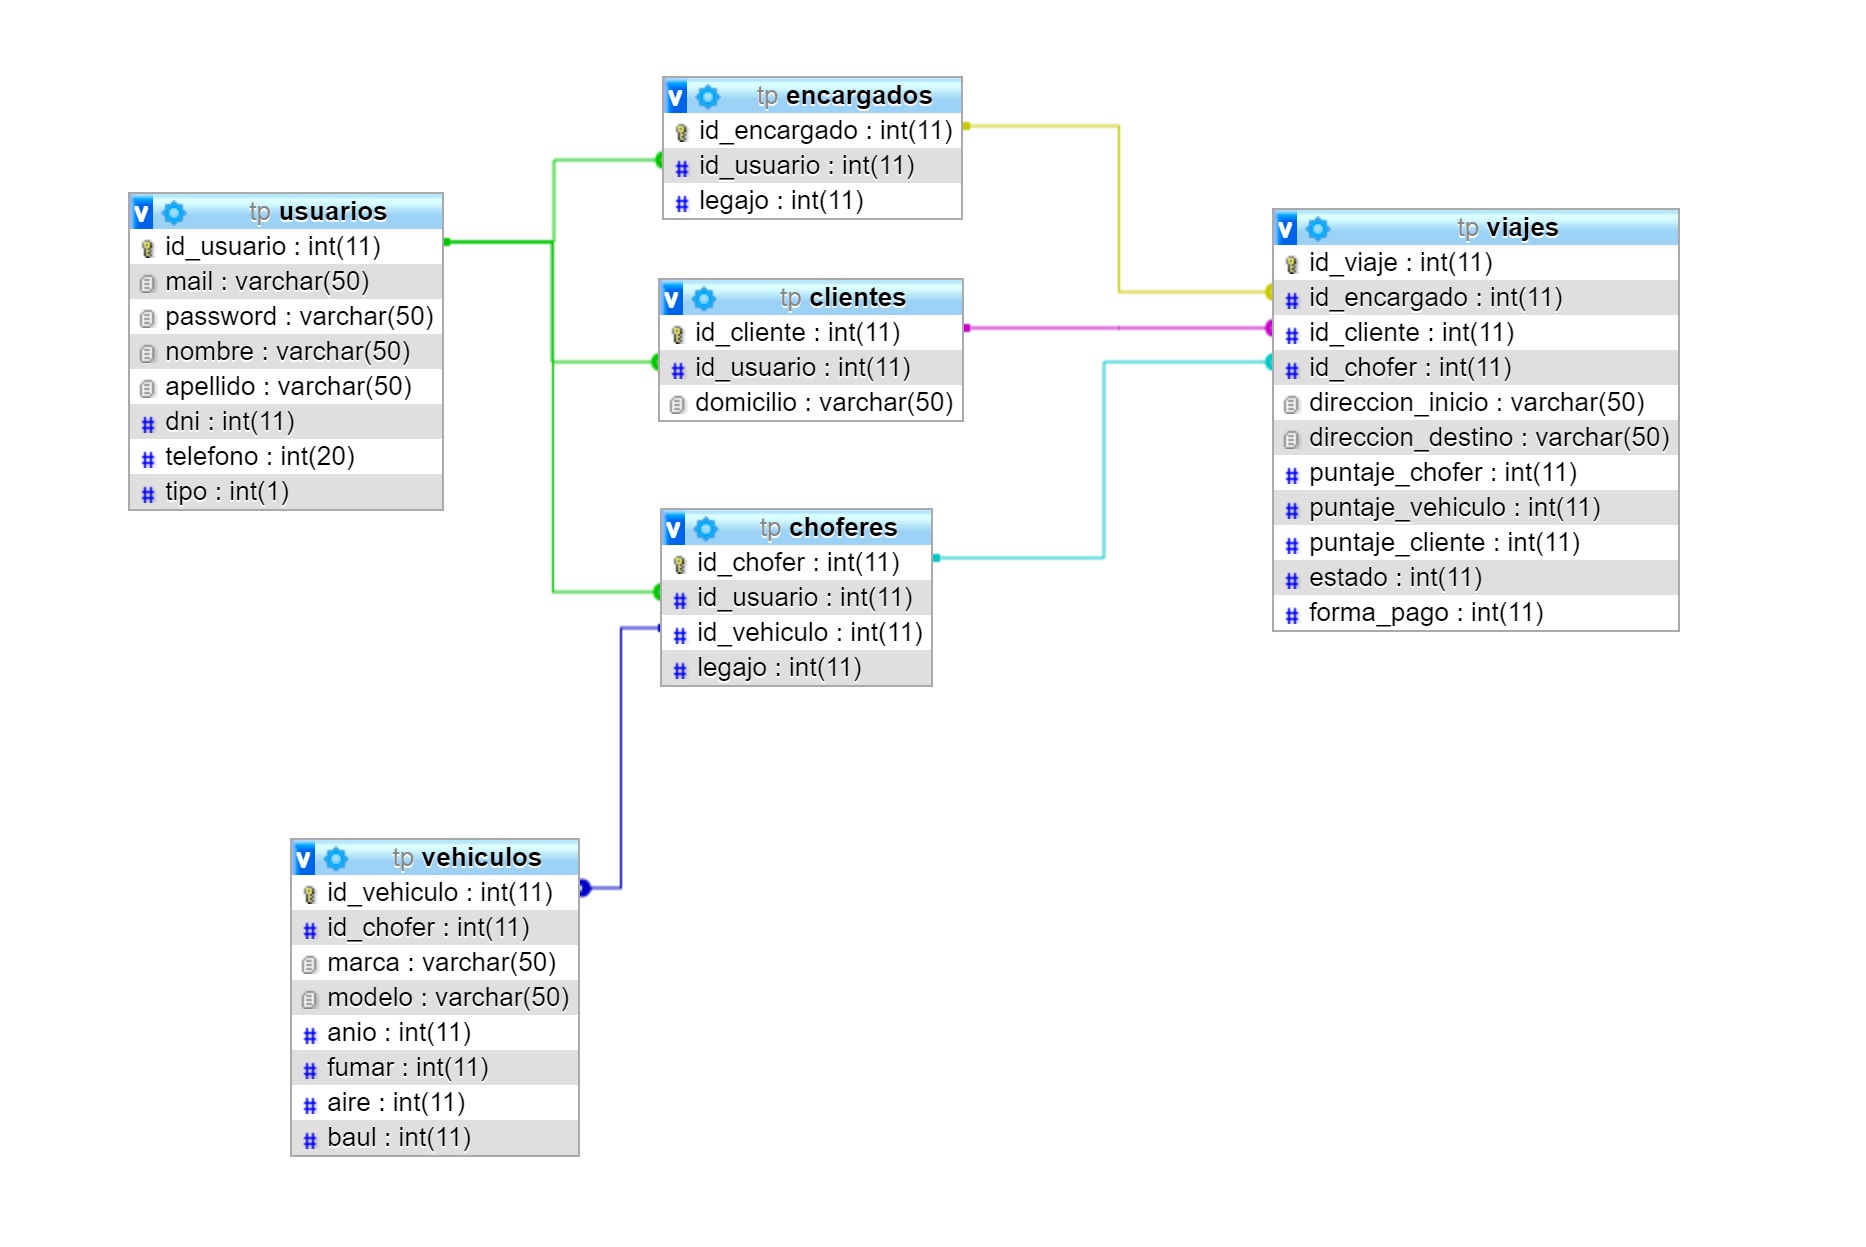 v tp usuarios
id_usuario : int(11)
mail : varchar(50)
password : varchar(50)
nombre : varchar(50)
apellido : varchar(50)
dni : int(11)
telefono : int(20)
tipo : int(1)
v tp encargados
id_encargado : int(11)
id_usuario : int(11)
legajo : int(11)
v tp clientes
id_cliente : int(11)
id_usuario : int(11)
domicilio : varchar(50)
v tp choferes
id_chofer : int(11)
id_usuario : int(11)
id_vehiculo : int(11)
legajo : int(11)
v tp vehiculos
id_vehiculo : int(11)
id_chofer : int(11)
marca : varchar(50)
modelo : varchar(50)
anio : int(11)
fumar : int(11)
aire : int(11)
baul : int(11)
v tp viajes
id_viaje : int(11)
id_encargado : int(11)
id_cliente : int(11)
id_chofer : int(11)
direccion_inicio : varchar(50)
direccion_destino : varchar(50)
puntaje_chofer : int(11)
puntaje_vehiculo : int(11)
puntaje_cliente : int(11)
estado : int(11)
forma_pago : int(11)